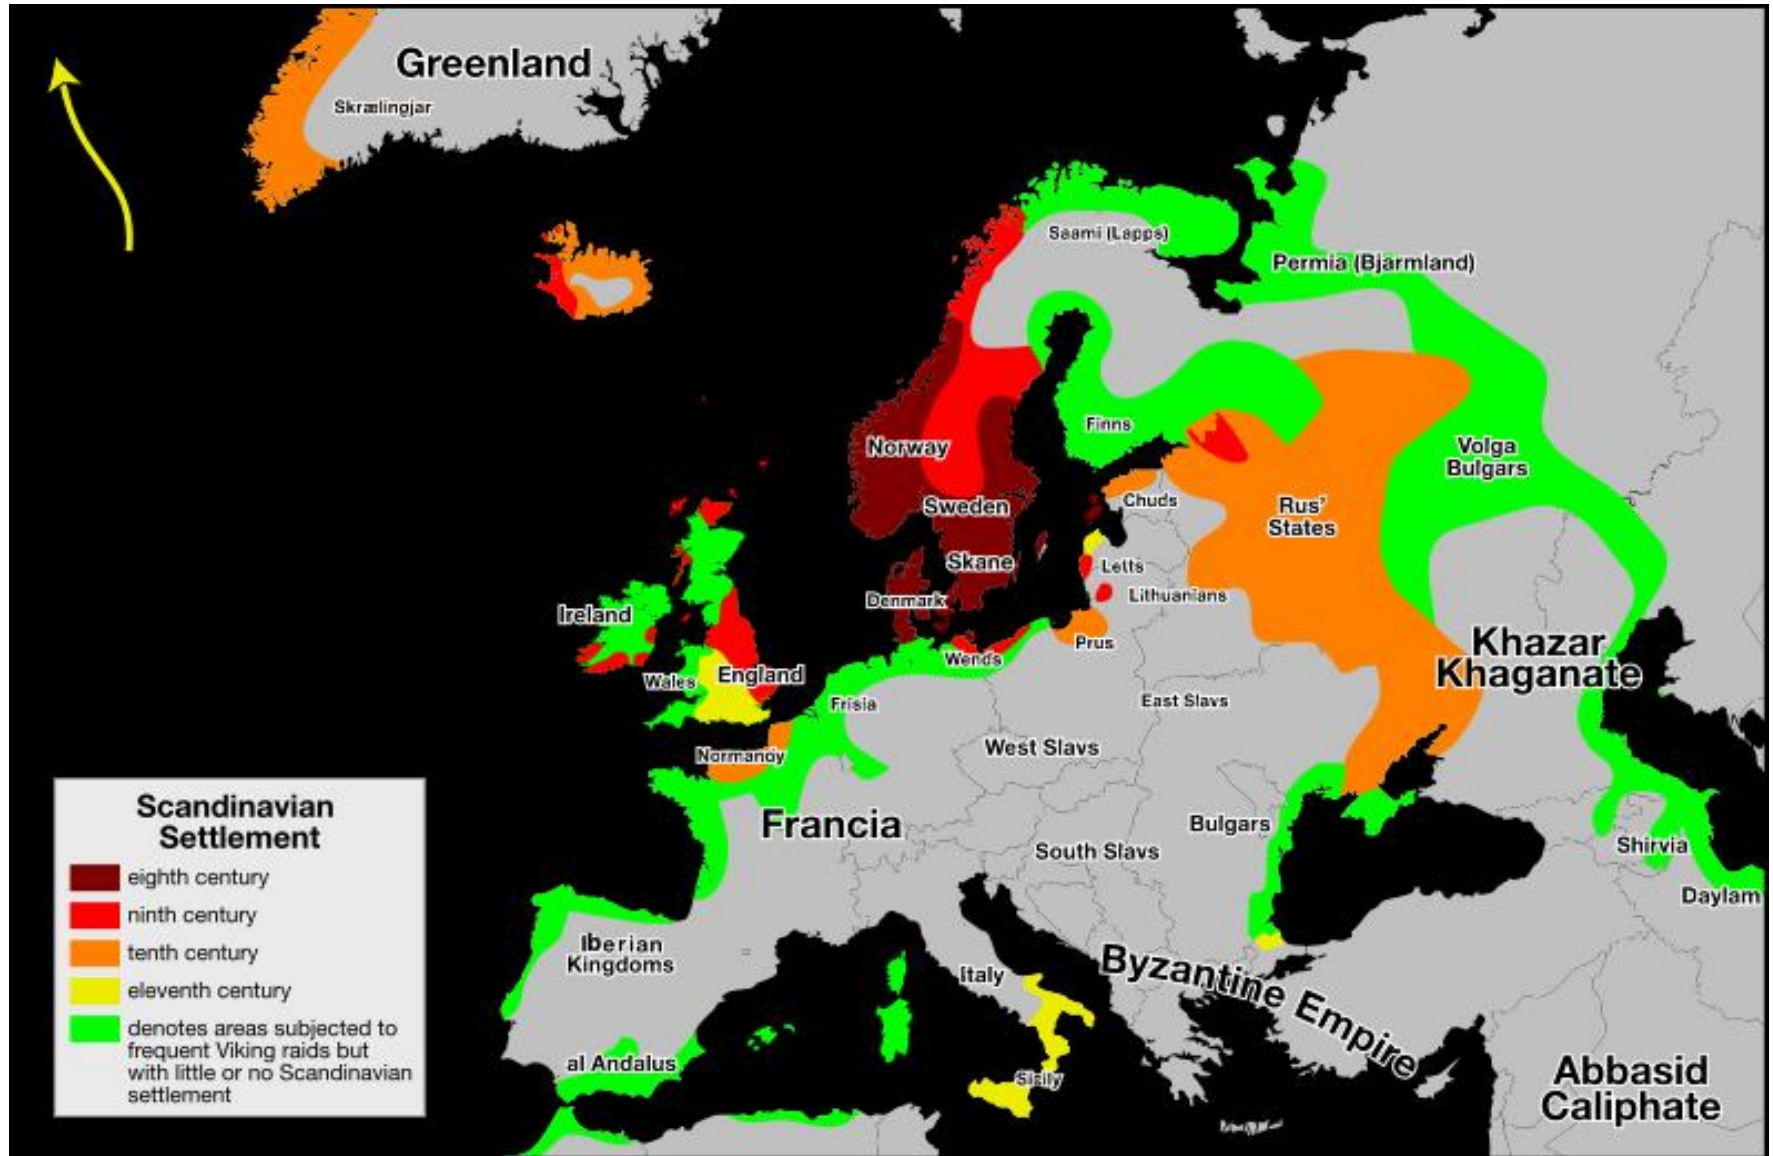 Greenland
Skrælingjar
Saami (Lapps)
Permia (Bjarmland)
Finns
Norway
Volga
Bulgars
Sweden
Chuds
Rus'
States
Skane
Letts
Denmark
Lithuanians
Ireland
Prus
Khazar
Khaganate
Wends
Wales
England
Frisia
East Slavs
West Slavs
Normandy
Francia
Bulgars
South Slavs
Shirvia
Daylam
Iberian
Kingdoms
Italy
Byzantine Empire
al Andalus
Sicily
Abbasid
Caliphate
Scandinavian
Settlement
eighth century
ninth century
tenth century
eleventh century
denotes areas subjected to
frequent Viking raids but
with little or no Scandinavian
settlement